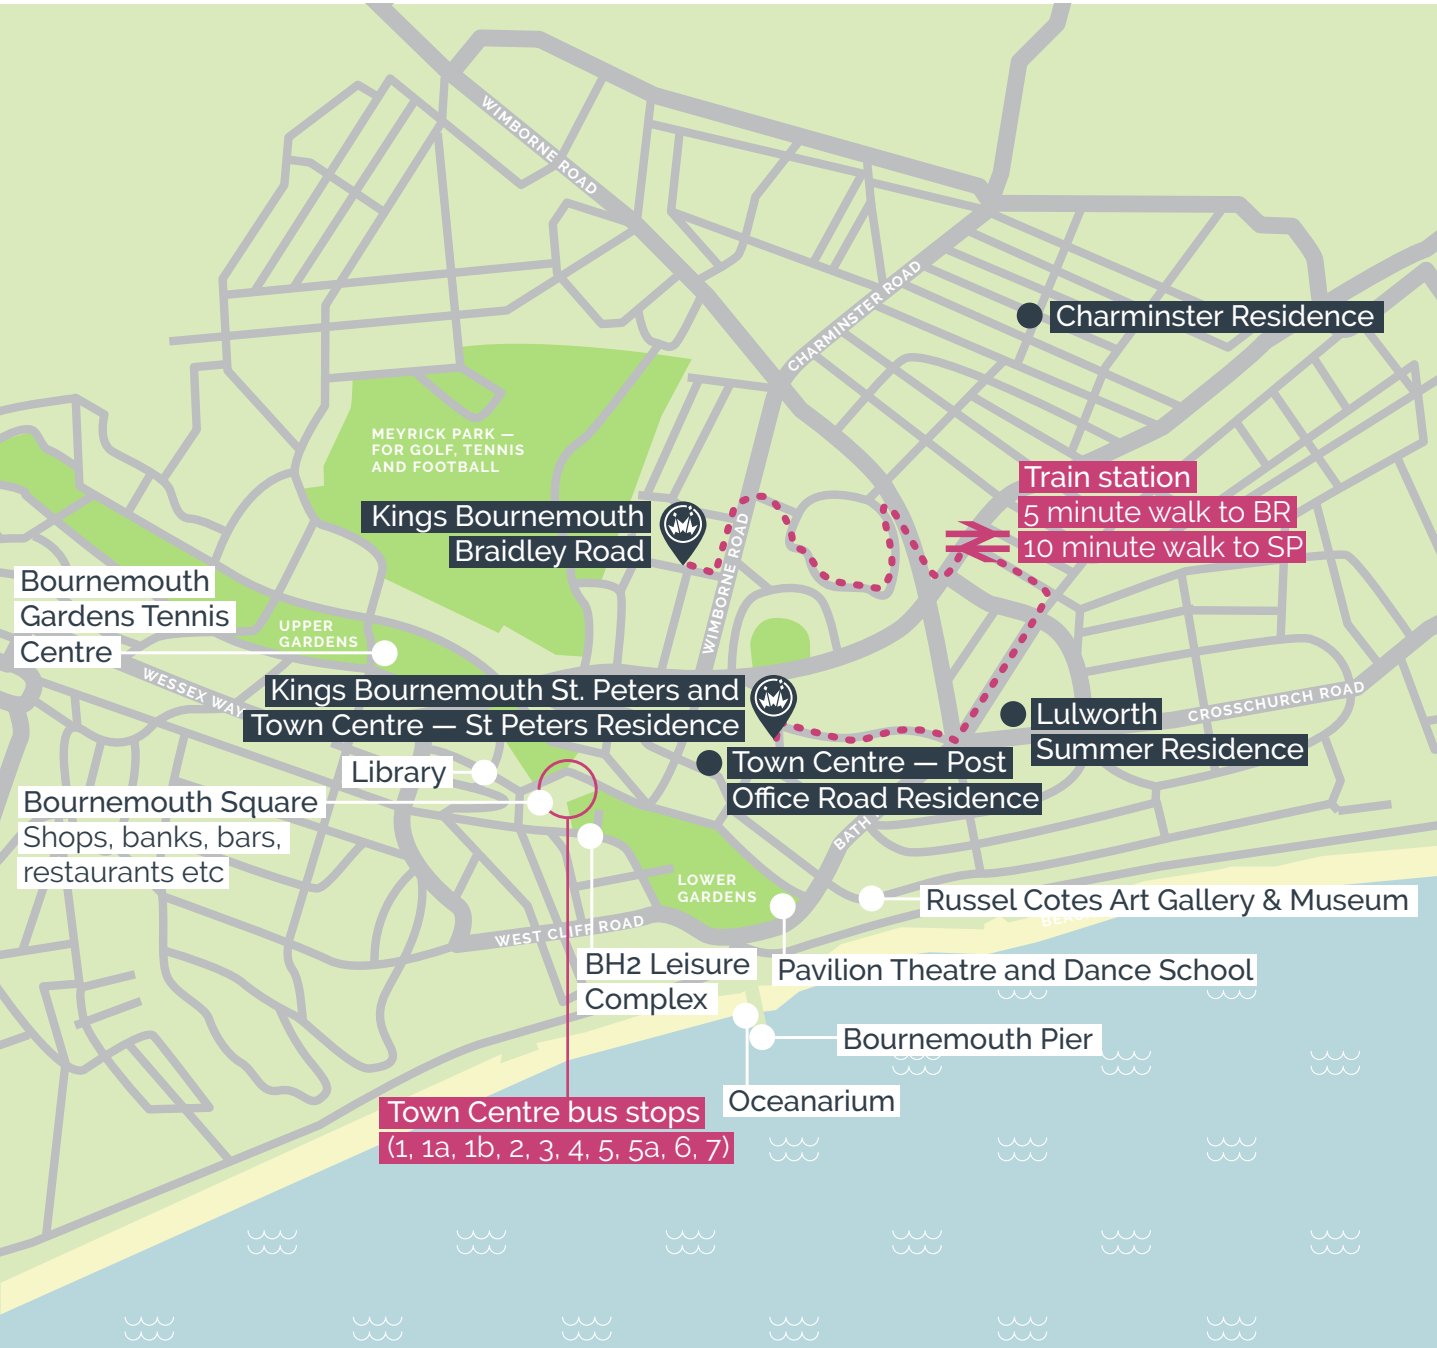 WIMBORNE ROAD
CHARMINSTER ROAD
Charminster Residence
MEYRICK PARK —
FOR GOLF, TENNIS
AND FOOTBALL
Train station
5 minute walk to BR
10 minute walk to SP
Kings Bournemouth
Braidley Road
WIMBORNE ROAD
Bournemouth
Gardens Tennis
Centre
UPPER
GARDENS
WESSEX WAY
Kings Bournemouth St. Peters and
Town Centre — St Peters Residence
CROSSCHURCH ROAD
Lulworth
Summer Residence
Town Centre — Post
Office Road Residence
Library
Bournemouth Square
Shops, banks, bars,
restaurants etc
BATH
LOWER
GARDENS
Russel Cotes Art Gallery & Museum
WEST CLIFF ROAD
BH2 Leisure
Complex
Pavilion Theatre and Dance School
Bournemouth Pier
Oceanarium
Town Centre bus stops
(1, 1a, 1b, 2, 3, 4, 5, 5a, 6, 7)